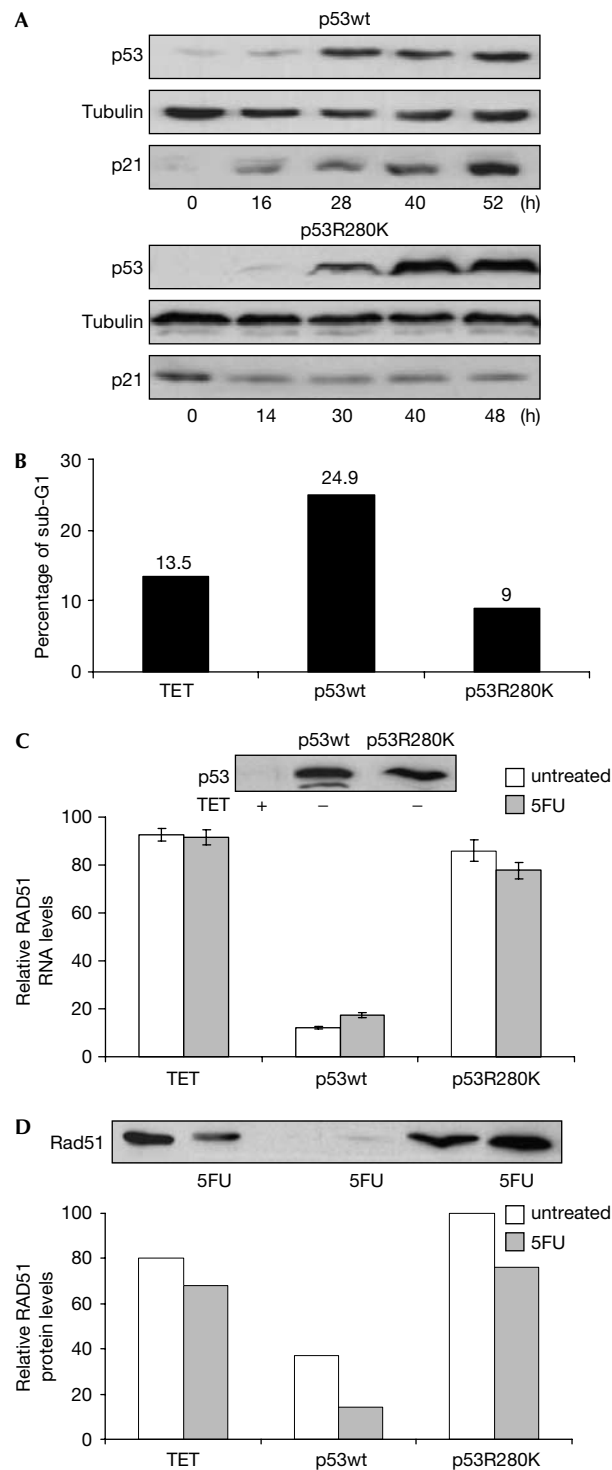 A
p53wt
p53
Tubulin
p21
0 16 28 40 52 (h)
p53R280K
p53
Tubulin
p21
0 14 30 40 48 (h)
B
Percentage of sub-G1
30
20
10
0
13.5
24.9
9
TET p53wt p53R280K
C
p53wt p53R280K
p53
TET + – –
untreated
5FU
Relative RAD51
RNA levels
100
80
60
40
20
0
TET p53wt p53R280K
D
Rad51
5FU 5FU 5FU
untreated
5FU
Relative RAD51
protein levels
100
80
60
40
20
0
TET p53wt p53R280K